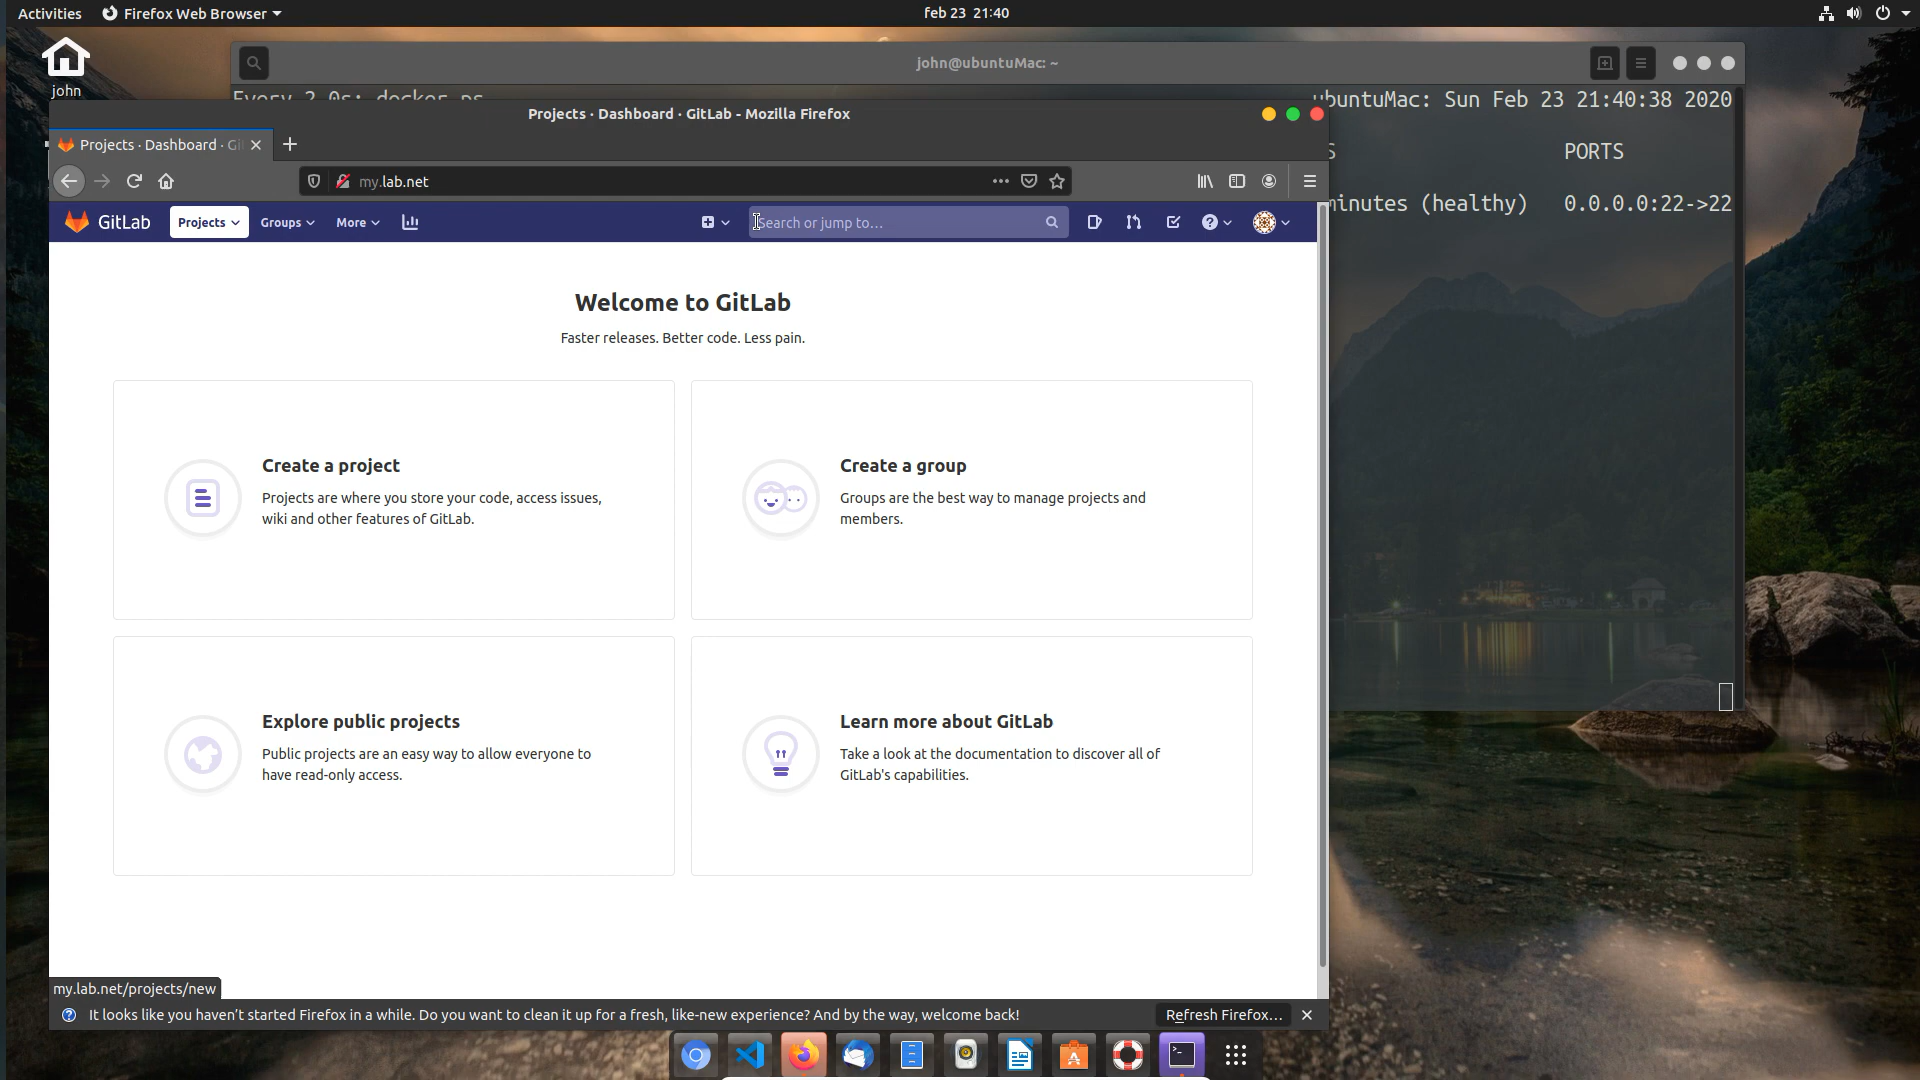 Activities
Firefox Web Browser
feb 23 21:40
john
john@ubuntuMac: ~
Every 2.0s: docker ps
ubuntuMac: Sun Feb 23 21:40:38 2020
S
PORTS
minutes (healthy)
0.0.0.0:22->22
Projects · Dashboard · GitLab - Mozilla Firefox
Projects · Dashboard · Gi
my.lab.net
GitLab
Projects
Groups
More
Search or jump to…
Welcome to GitLab
Faster releases. Better code. Less pain.
Create a project
Projects are where you store your code, access issues,
wiki and other features of GitLab.
Create a group
Groups are the best way to manage projects and
members.
Explore public projects
Public projects are an easy way to allow everyone to
have read-only access.
Learn more about GitLab
Take a look at the documentation to discover all of
GitLab's capabilities.
my.lab.net/projects/new
It looks like you haven’t started Firefox in a while. Do you want to clean it up for a fresh, like-new experience? And by the way, welcome back!
Refresh Firefox…